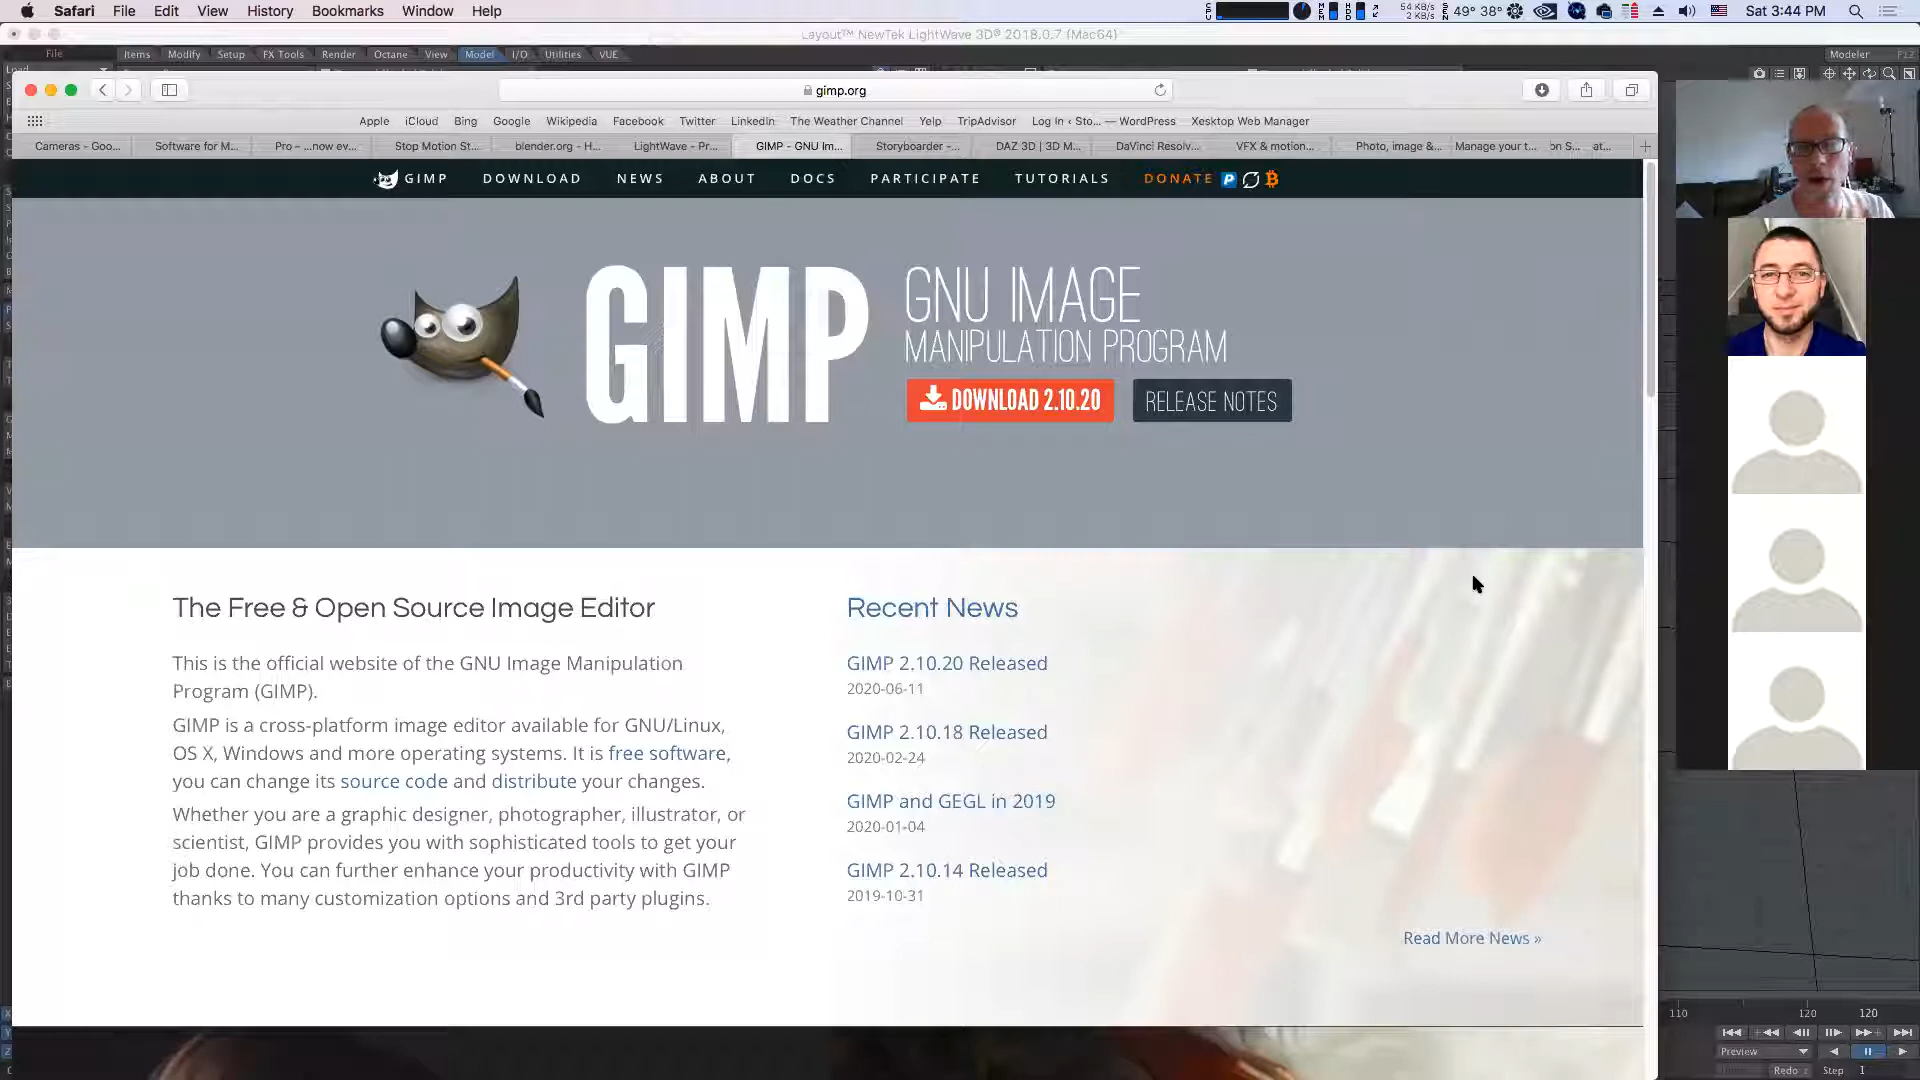 Safari File Edit View History Bookmarks Window Help
54 KB/s
2 KB/s
49° 38°
Sat 3:44 PM
Layout™ NewTek LightWave 3D® 2018.0.7 (Mac64)
File Items Modify Setup FX Tools Render Octane View Model I/O Utilities VUE Modeler
gimp.org
Apple iCloud Bing Google Wikipedia Facebook Twitter LinkedIn The Weather Channel Yelp TripAdvisor Log In ‹ Sto... — WordPress Xesktop Web Manager
Cameras - Goo... Software for M... Pro – ...now ev... Stop Motion St... blender.org - H... LightWave - Pr... GIMP - GNU Im... Storyboarder -... DAZ 3D | 3D M... DaVinci Resolv... VFX & motion... Photo, image &... Manage your t... on S... at...
GIMP DOWNLOAD NEWS ABOUT DOCS PARTICIPATE TUTORIALS DONATE
GIMP
GNU IMAGE
MANIPULATION PROGRAM
DOWNLOAD 2.10.20 RELEASE NOTES
The Free & Open Source Image Editor
This is the official website of the GNU Image Manipulation
Program (GIMP).
GIMP is a cross-platform image editor available for GNU/Linux,
OS X, Windows and more operating systems. It is free software,
you can change its source code and distribute your changes.
Whether you are a graphic designer, photographer, illustrator, or
scientist, GIMP provides you with sophisticated tools to get your
job done. You can further enhance your productivity with GIMP
thanks to many customization options and 3rd party plugins.
Recent News
GIMP 2.10.20 Released
2020-06-11
GIMP 2.10.18 Released
2020-02-24
GIMP and GEGL in 2019
2020-01-04
GIMP 2.10.14 Released
2019-10-31
Read More News »
110 120 120
Preview
Redo Step 1